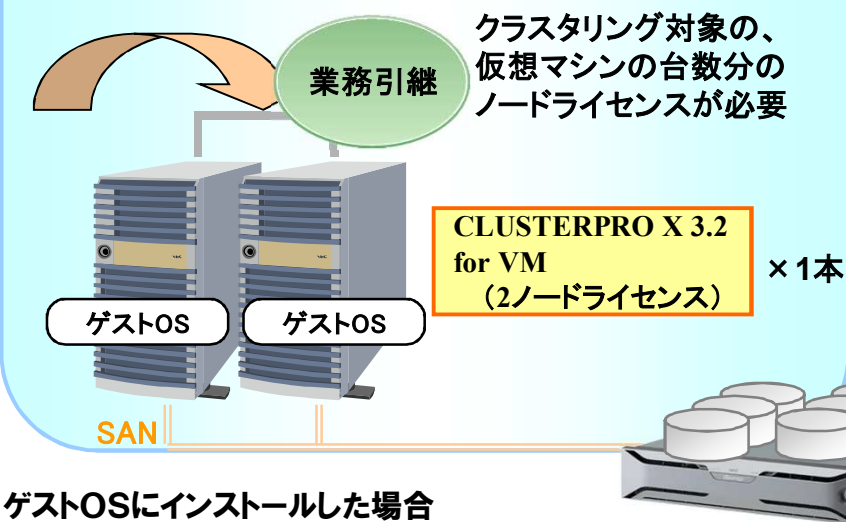 クラスタリング対象の、
仮想マシンの台数分の
ノードライセンスが必要
業務引継
CLUSTERPRO X 3.2
for VM
（2ノードライセンス）
×1本
ゲストOS
ゲストOS
SAN
ゲストOSにインストールした場合